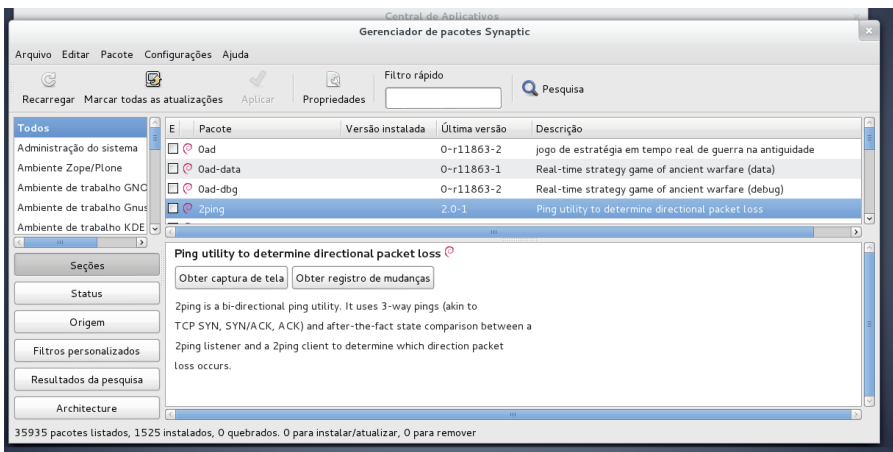 Central de Aplicativos
Gerenciador de pacotes Synaptic
Arquivo Editar Pacote Configurações Ajuda
Recarregar Marcar todas as atualizações Aplicar Propriedades Filtro rápido Pesquisa
Todos
Administração do sistema
Ambiente Zope/Plone
Ambiente de trabalho GNO
Ambiente de trabalho Gnus
Ambiente de trabalho KDE
E Pacote Versão instalada Última versão Descrição
0ad 0~r11863-2 jogo de estratégia em tempo real de guerra na antiguidade
0ad-data 0~r11863-1 Real-time strategy game of ancient warfare (data)
0ad-dbg 0~r11863-2 Real-time strategy game of ancient warfare (debug)
2ping 2.0-1 Ping utility to determine directional packet loss
Seções
Status
Origem
Filtros personalizados
Resultados da pesquisa
Architecture
Ping utility to determine directional packet loss
Obter captura de tela Obter registro de mudanças
2ping is a bi-directional ping utility. It uses 3-way pings (akin to
TCP SYN, SYN/ACK, ACK) and after-the-fact state comparison between a
2ping listener and a 2ping client to determine which direction packet
loss occurs.
35935 pacotes listados, 1525 instalados, 0 quebrados. 0 para instalar/atualizar, 0 para remover